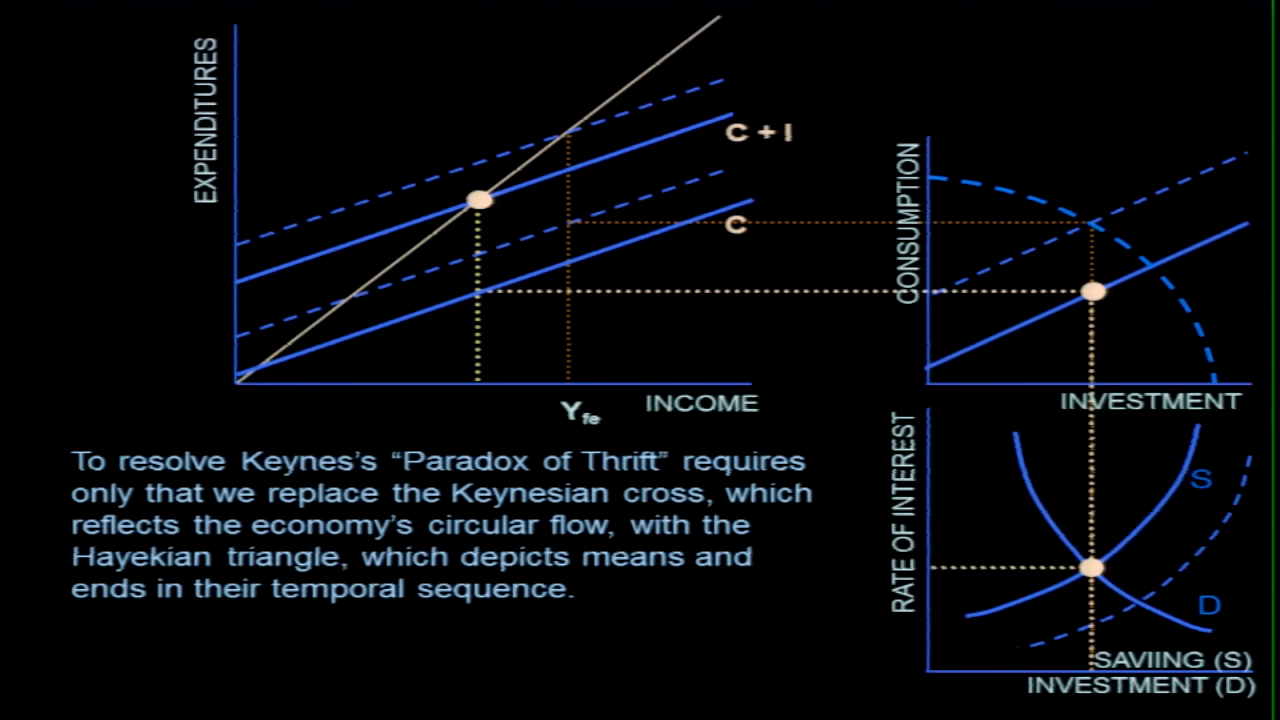 EXPENDITURES
C + I
C
Y fe
INCOME
CONSUMPTION
INVESTMENT
RATE OF INTEREST
S
D
SAVIING (S)
INVESTMENT (D)
To resolve Keynes’s “Paradox of Thrift” requires
only that we replace the Keynesian cross, which
reflects the economy’s circular flow, with the
Hayekian triangle, which depicts means and
ends in their temporal sequence.